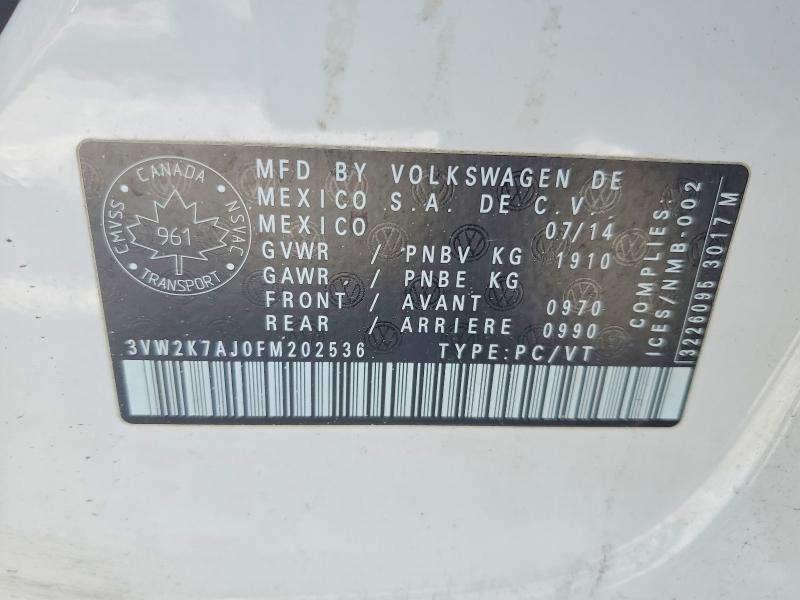 CANADA
CMVSS
NSVAC
961
TRANSPORT
MFD BY VOLKSWAGEN DE
MEXICO S.A. DE C.V
MEXICO 07/14
GVWR / PNBV KG 1910
GAWR / PNBE KG
FRONT / AVANT 0970
REAR / ARRIERE 0990
3VW2K7AJ0FM202536 TYPE:PC/VT
COMPLIES
ICES/NMB-002
3226095 3017 M